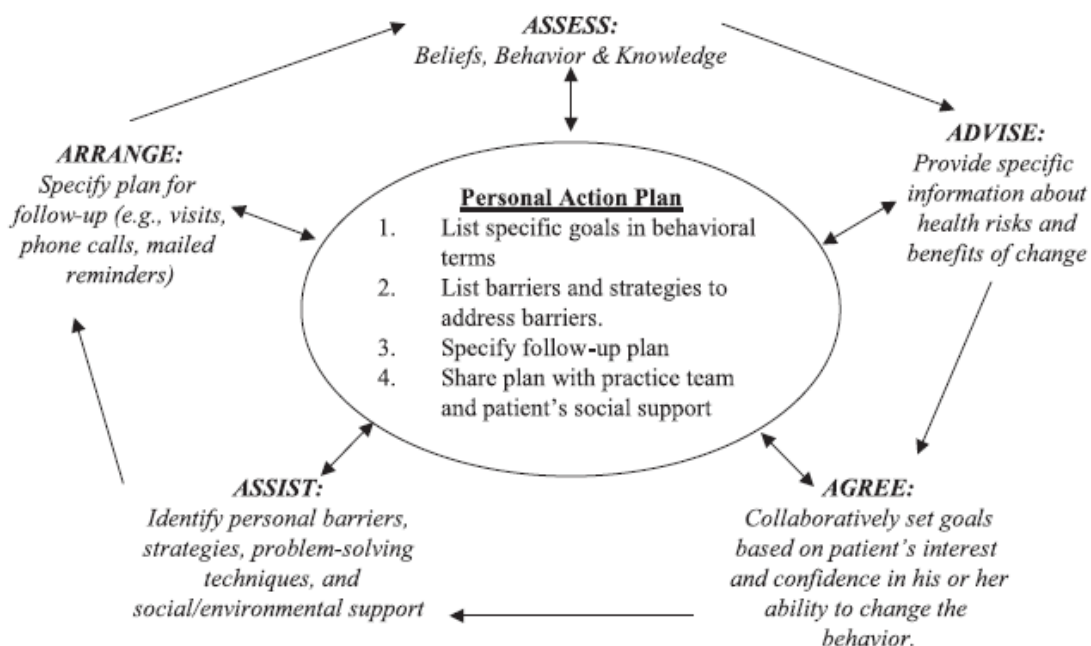 ASSESS:
Beliefs, Behavior & Knowledge
ADVISE:
Provide specific
information about
health risks and
benefits of change
ARRANGE:
Specify plan for
follow-up (e.g., visits,
phone calls, mailed
reminders)
Personal Action Plan
1. List specific goals in behavioral
terms
2. List barriers and strategies to
address barriers.
3. Specify follow-up plan
4. Share plan with practice team
and patient's social support
ASSIST:
Identify personal barriers,
strategies, problem-solving
techniques, and
social/environmental support
AGREE:
Collaboratively set goals
based on patient's interest
and confidence in his or her
ability to change the
behavior.